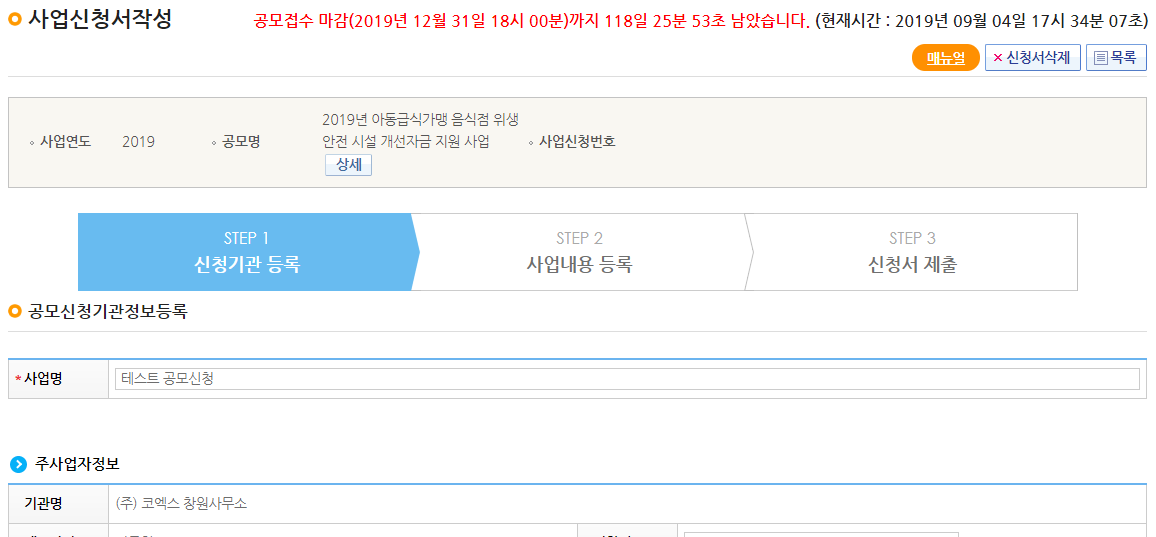 사업신청서작성
공모접수 마감(2019년 12월 31일 18시 00분)까지 118일 25분 53초 남았습니다. (현재시간 : 2019년 09월 04일 17시 34분 07초)
매뉴얼 신청서삭제 목록
사업연도 2019 공모명 2019년 아동급식가맹 음식점 위생
안전 시설 개선자금 지원 사업 사업신청번호
상세
STEP 1 STEP 2 STEP 3
신청기관 등록 사업내용 등록 신청서 제출
공모신청기관정보등록
* 사업명 테스트 공모신청
주사업자정보
기관명 (주) 코엑스 창원사무소